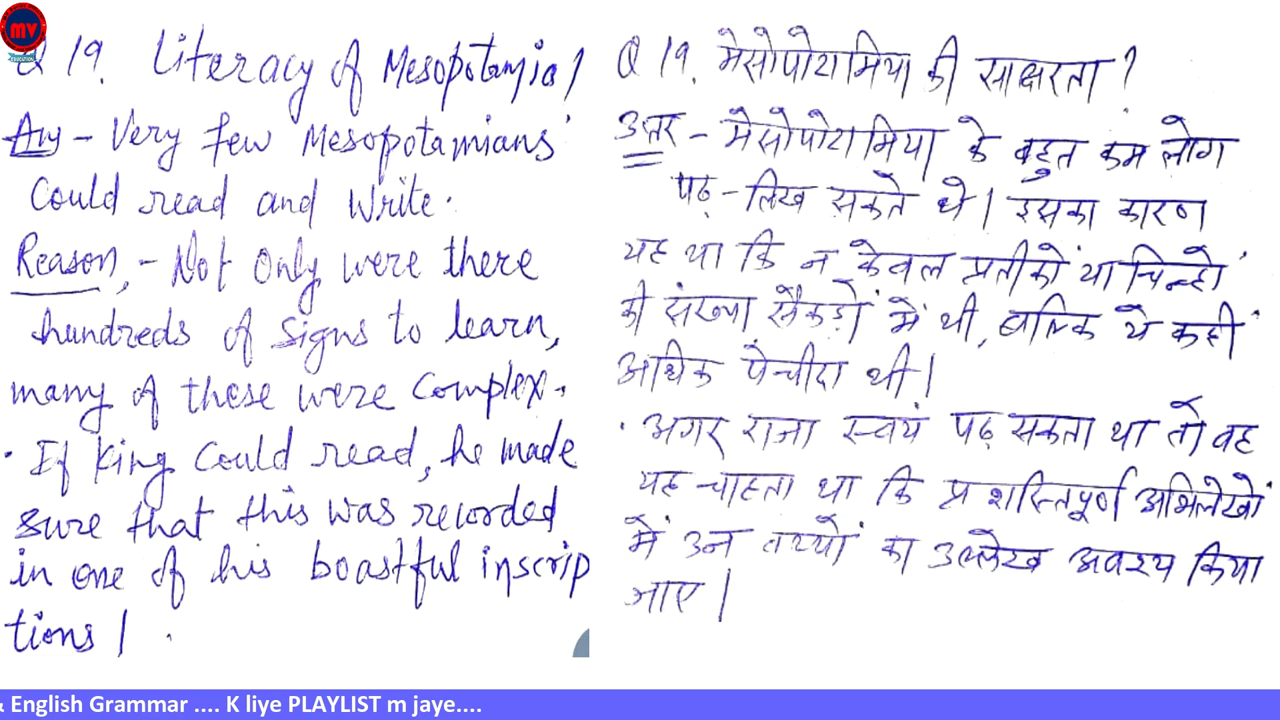 mv
EDUCATION
Q 19. Literacy of Mesopotamia /
Ans - Very few Mesopotamians
Could read and write.
Reason, - Not Only were there
hundreds of signs to learn,
many of these were Complex.
· If King Could read, he made
sure that this was recorded
in one of his boastful inscrip
tions /
Q 19. मेसोपोटामिया की साक्षरता ?
उत्तर - मेसोपोटामिया के बहुत कम लोग
पढ़ - लिख सकते थे। इसका कारण
यह था कि न केवल प्रतीकों या चिन्हों
की संख्या सैकड़ों में थी, बल्कि ये कहीं
अधिक पेचीदा थी।
· अगर राजा स्वयं पढ़ सकता था तो वह
यह चाहता था कि प्रशस्तिपूर्ण अभिलेखों
में उन तथ्यों का उल्लेख अवश्य किया
जाए।
& English Grammar .... K liye PLAYLIST m jaye....